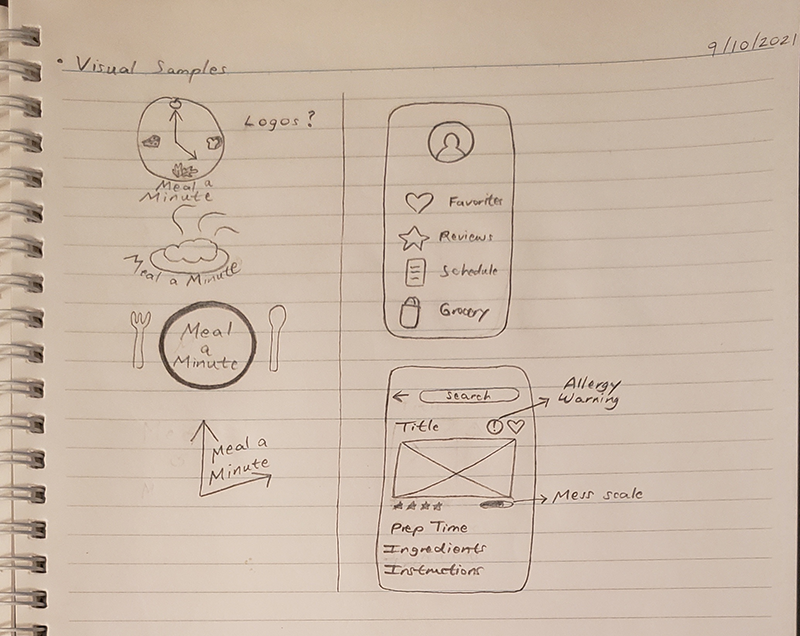 9/10/2021
• Visual Samples
Logos?
Meal a
Minute
Meal a Minute
Meal
a
Minute
Meal a
Minute
Favorites
Reviews
Schedule
Grocery
Allergy
Warning
search
Title
!
Mess scale
Prep Time
Ingredients
Instructions